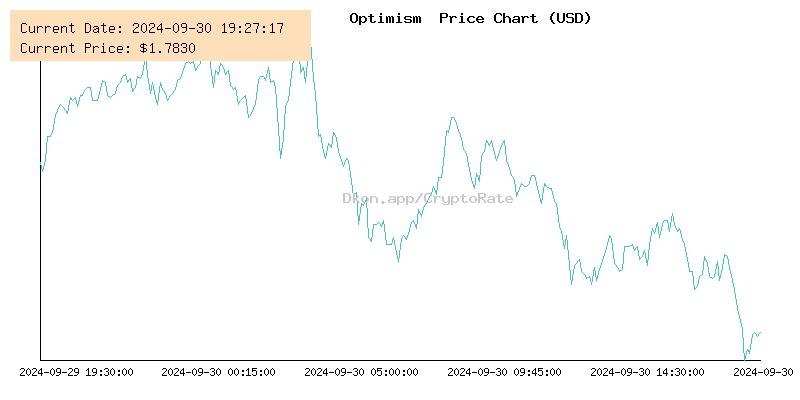 Optimism Price Chart (USD)
Current Date: 2024-09-30 19:27:17
Current Price: $1.7830
Dkon.app/CryptoRate
2024-09-29 19:30:00 2024-09-30 00:15:00 2024-09-30 05:00:00 2024-09-30 09:45:00 2024-09-30 14:30:00 2024-09-30